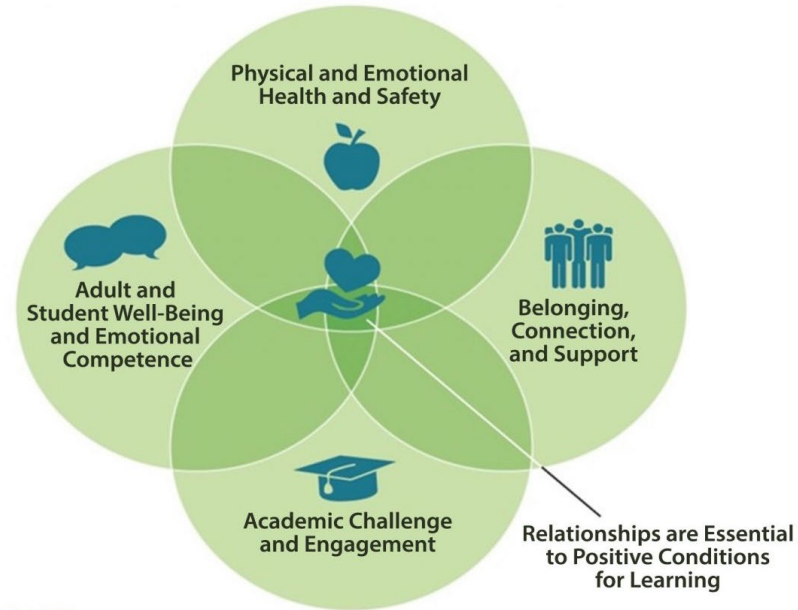 Physical and Emotional
Health and Safety
Adult and
Student Well-Being
and Emotional
Competence
Belonging,
Connection,
and Support
Academic Challenge
and Engagement
Relationships are Essential
to Positive Conditions
for Learning